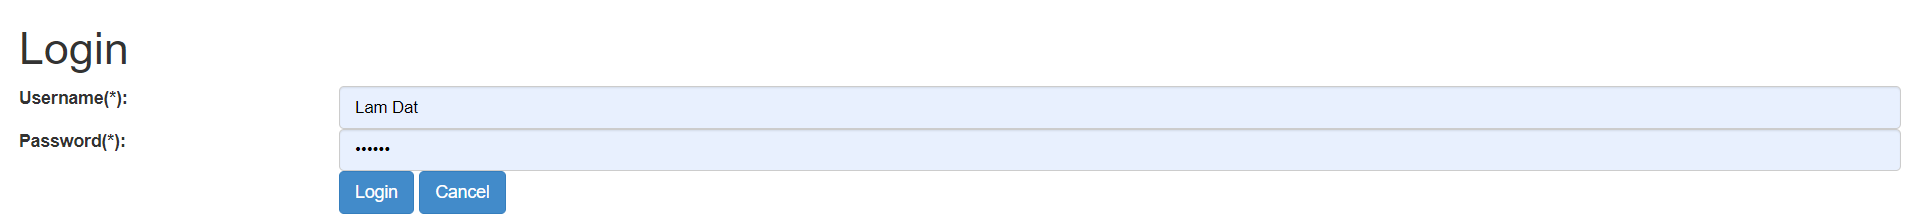 Login
Username(*):
Lam Dat
Password(*):
••••••
Login Cancel